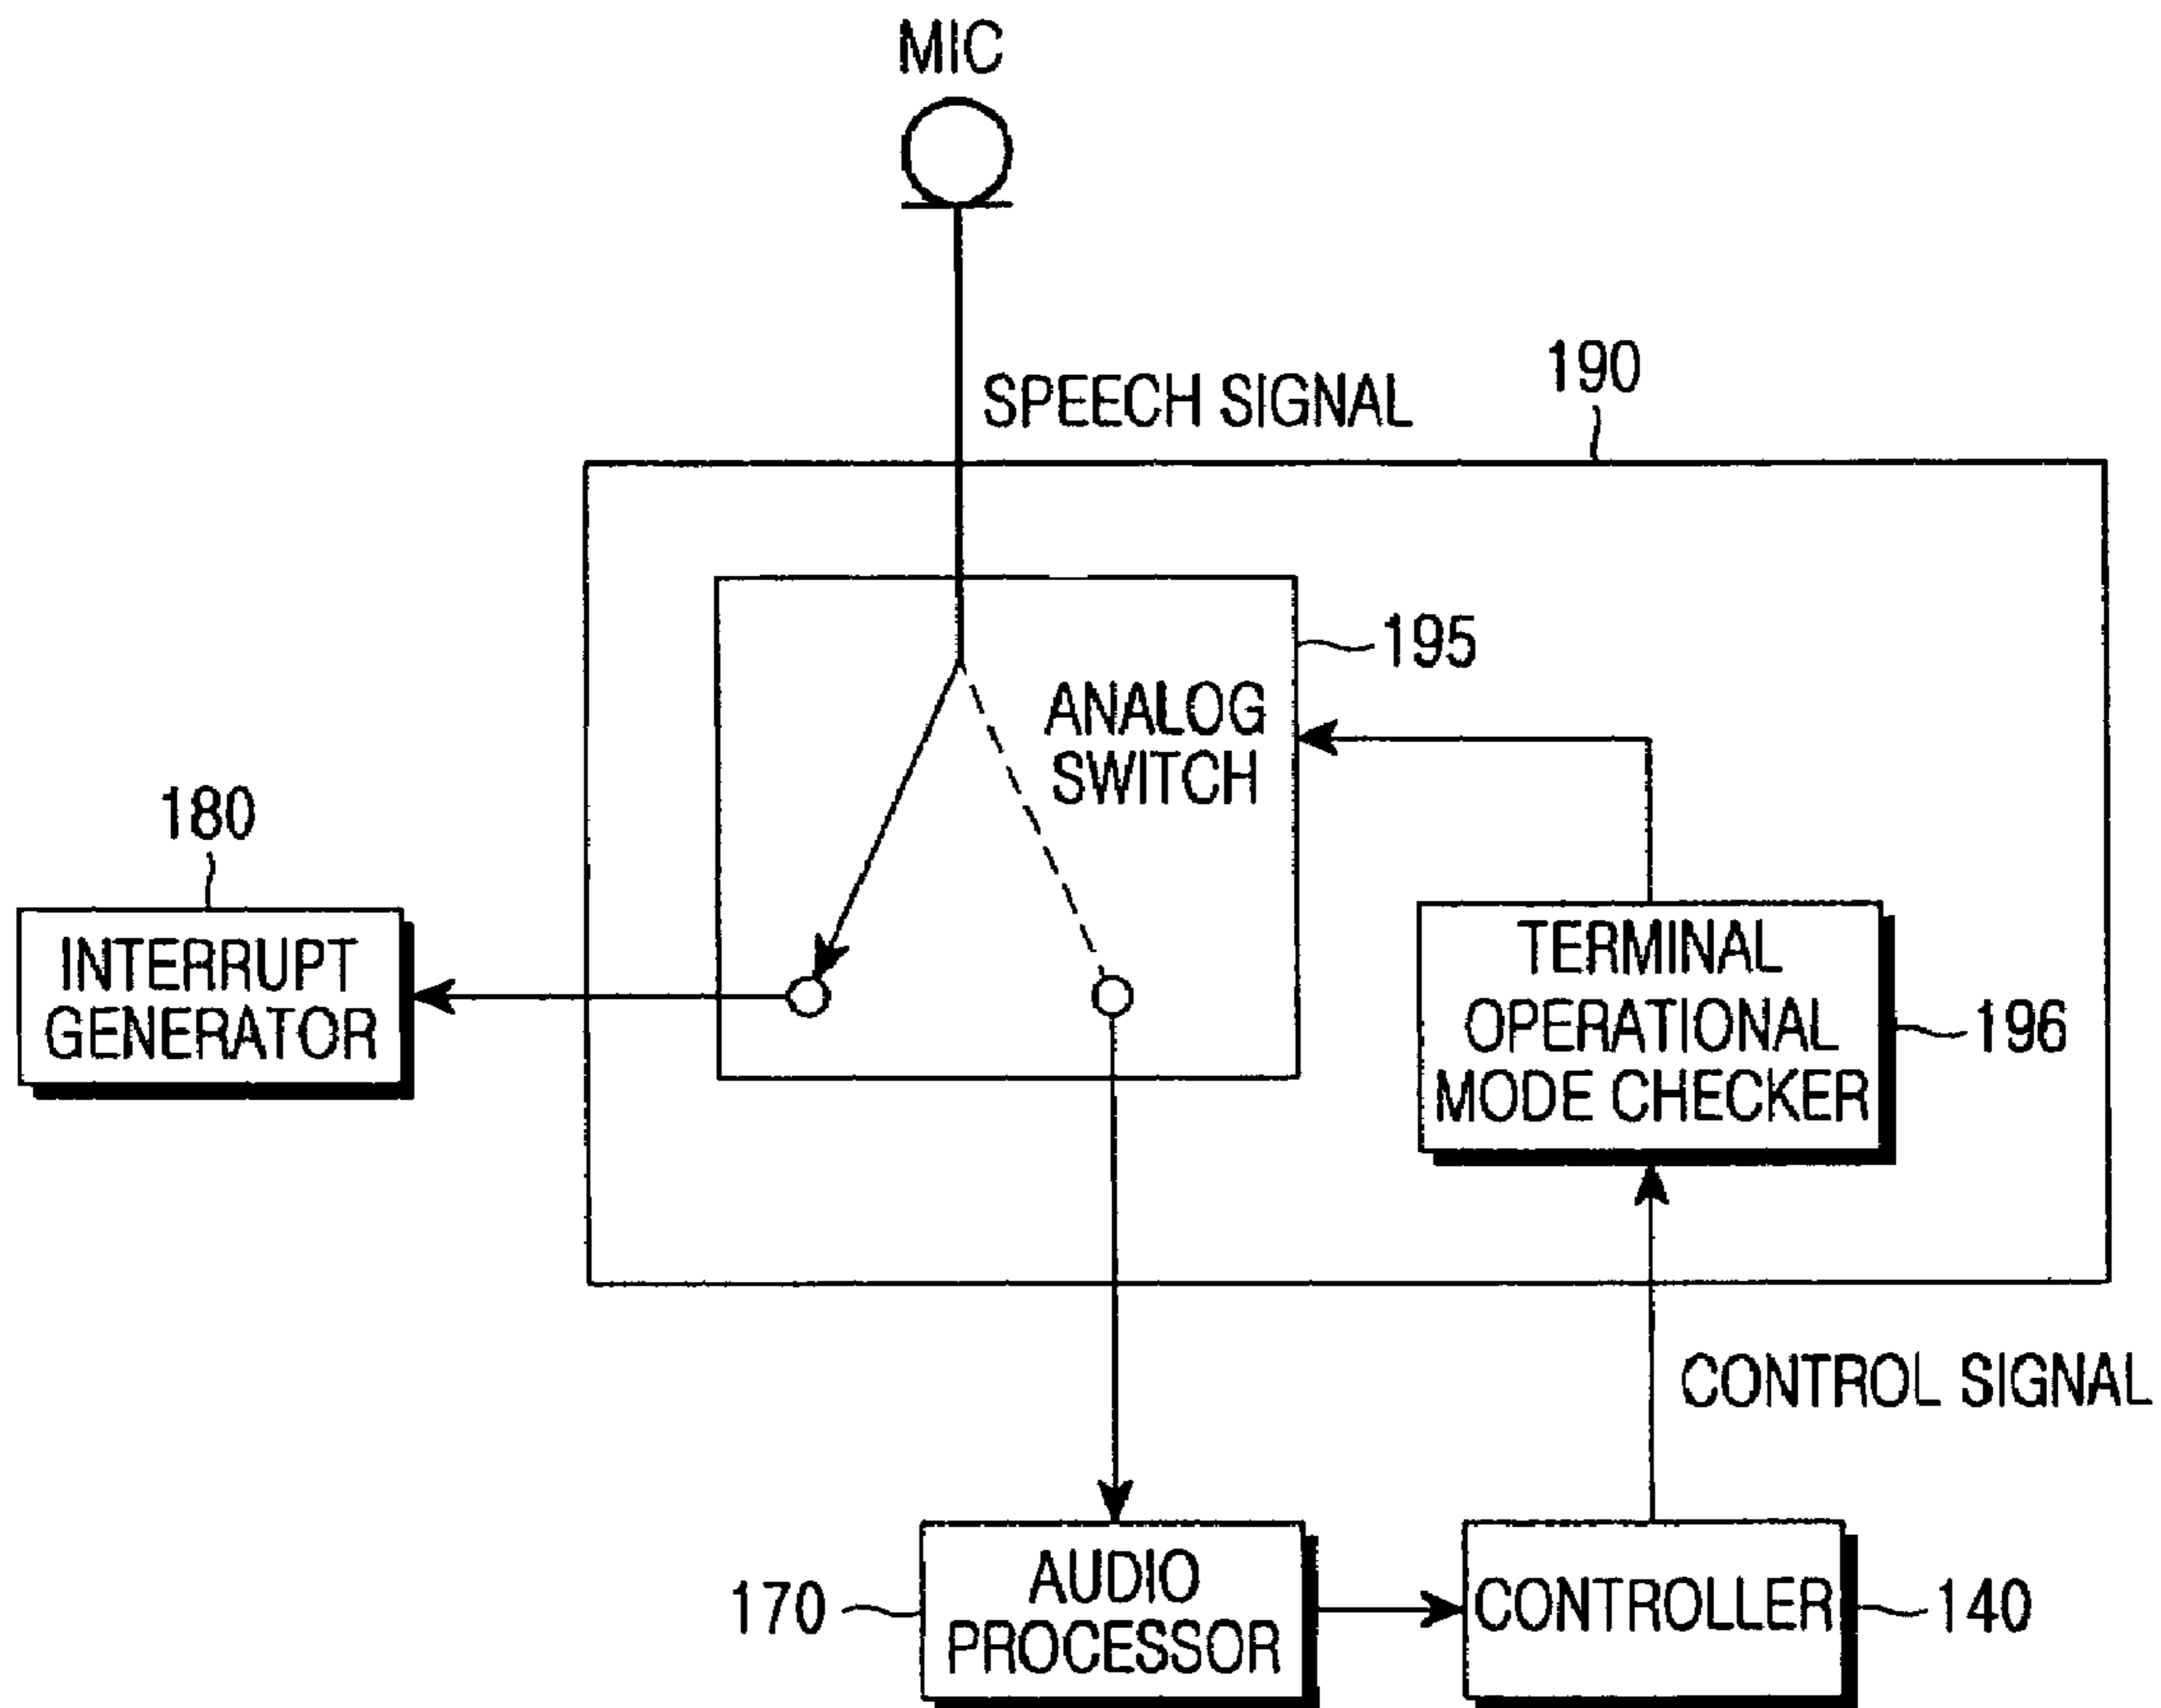 MIC
SPEECH SIGNAL
190
195
ANALOG
SWITCH
180
INTERRUPT
GENERATOR
TERMINAL
OPERATIONAL
MODE CHECKER
196
CONTROL SIGNAL
170
AUDIO
PROCESSOR
CONTROLLER
140